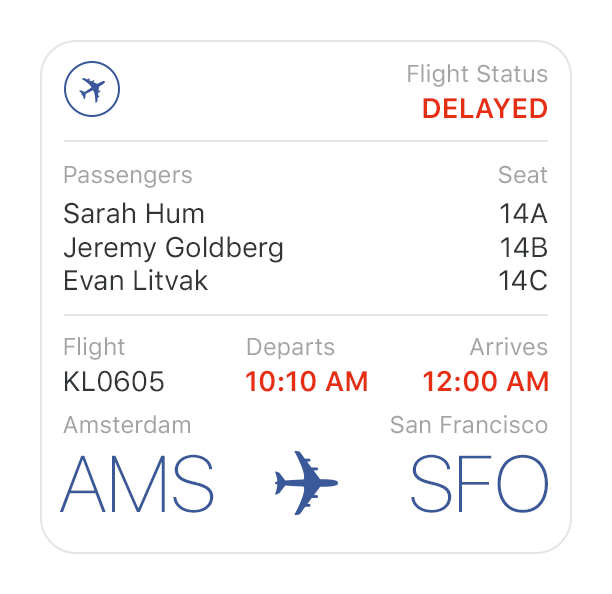 Flight Status
DELAYED
Passengers Seat
Sarah Hum 14A
Jeremy Goldberg 14B
Evan Litvak 14C
Flight Departs Arrives
KL0605 10:10 AM 12:00 AM
Amsterdam San Francisco
AMS SFO